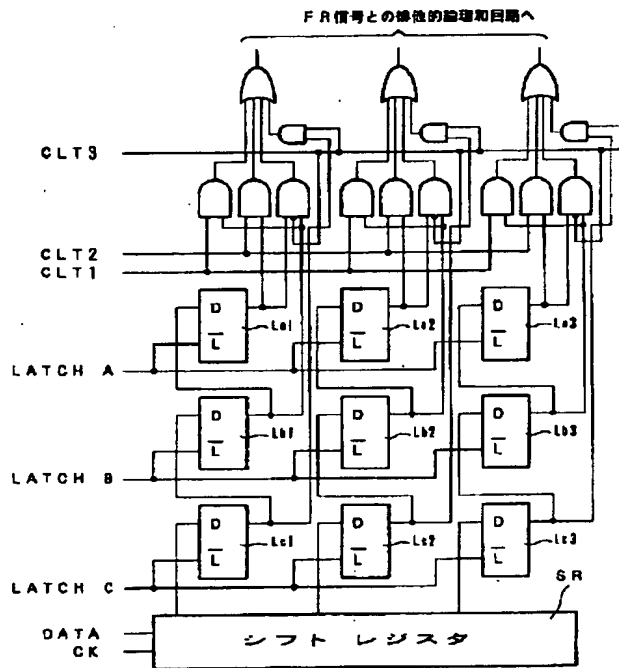 FR信号との排他的論理和回路へ
CLT3
CLT2
CLT1
D
L
La1
D
L
La2
D
L
La3
LATCH A
D
L
Lb1
D
L
Lb2
D
L
Lb3
LATCH B
D
L
Lc1
D
L
Lc2
D
L
Lc3
LATCH C
SR
DATA
CK
シフト レジスタ